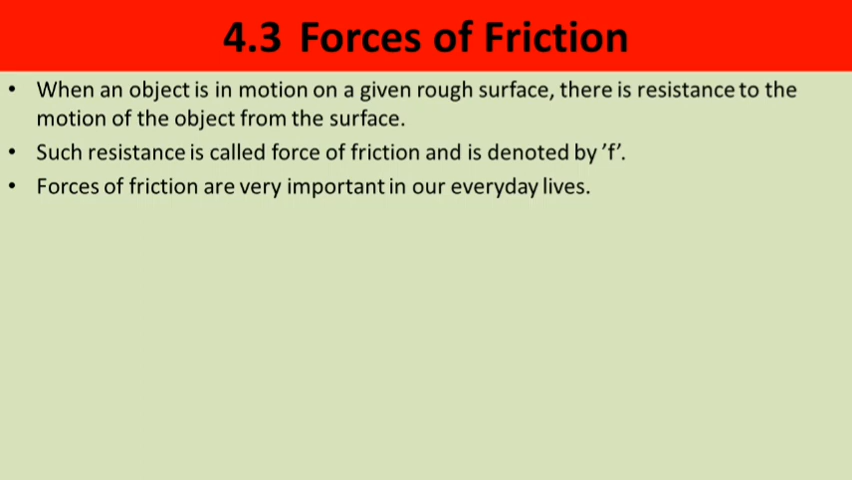 4.3 Forces of Friction
• When an object is in motion on a given rough surface, there is resistance to the
motion of the object from the surface.
• Such resistance is called force of friction and is denoted by ’f’.
• Forces of friction are very important in our everyday lives.